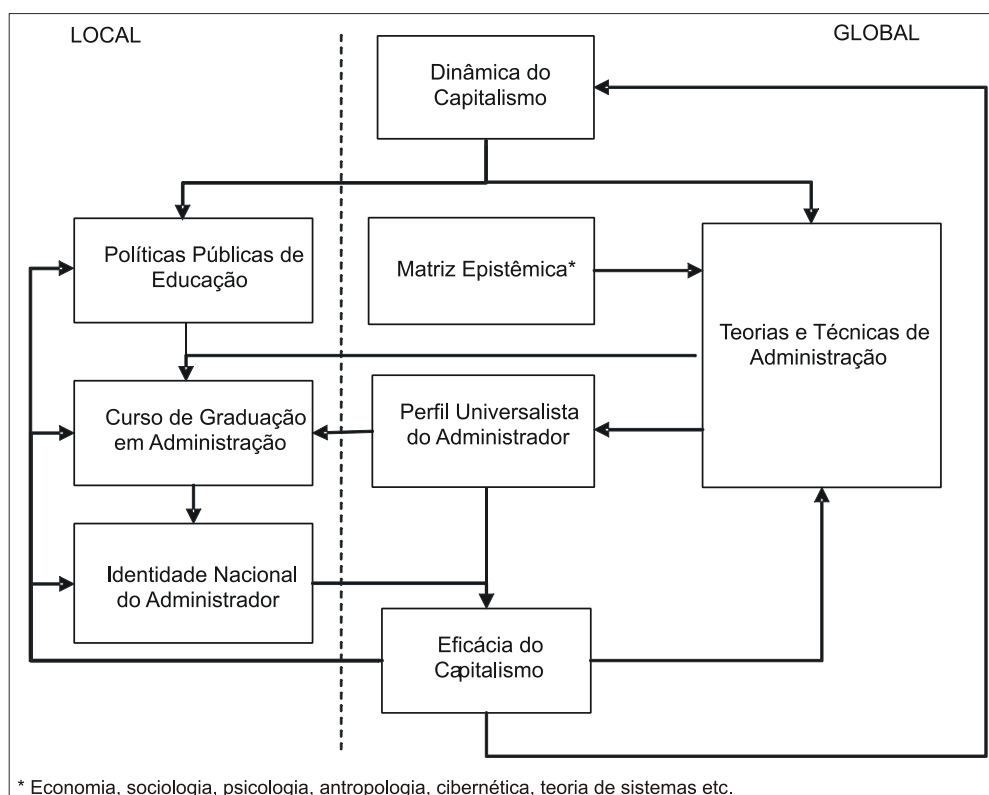 LOCAL
GLOBAL
Dinâmica do
Capitalismo
Políticas Públicas de
Educação
Matriz Epistêmica*
Teorias e Técnicas de
Administração
Curso de Graduação
em Administração
Perfil Universalista
do Administrador
Identidade Nacional
do Administrador
Eficácia do
Capitalismo
* Economia, sociologia, psicologia, antropologia, cibernética, teoria de sistemas etc.